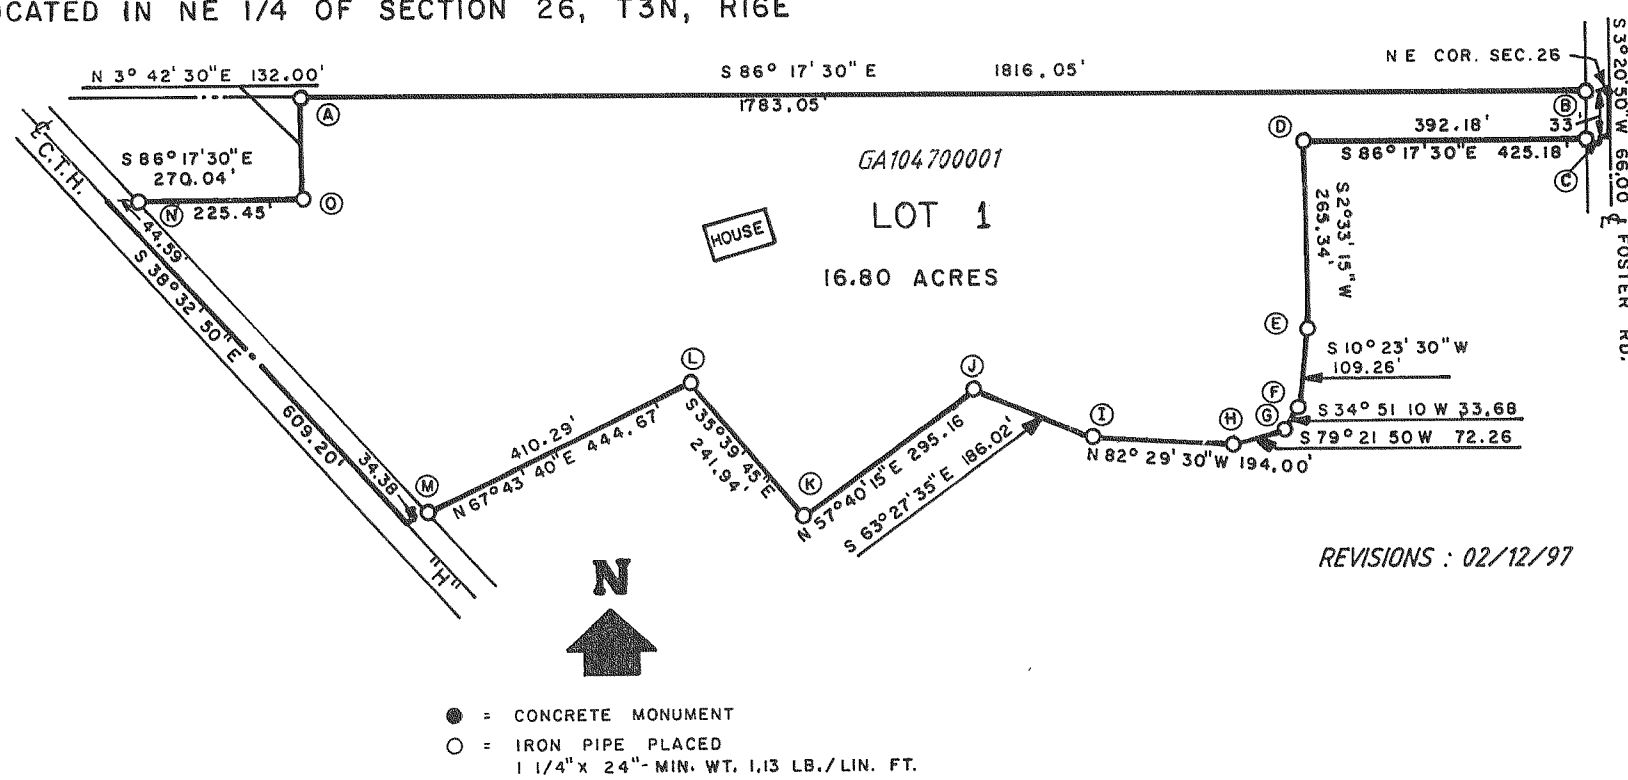 OCATED IN NE 1/4 OF SECTION 26, T3N, R16E
N 3° 42' 30"E 132.00'
S 86° 17' 30" E 1816.05'
1783.05'
N E COR. SEC. 26
S 3° 20' 50" W 66.00
℄ FOSTER RD.
A
B
33'
392.18'
S 86° 17' 30"E 425.18'
C
D
S 86° 17' 30"E
270.04'
N 225.45'
O
℄ C.T.H.
44.59'
S 38° 32' 50" E
609.20'
34.38
"H"
GA104700001
LOT 1
HOUSE
16.80 ACRES
S 2° 33' 15" W
265.34'
E
S 10° 23' 30" W
109.26'
F
G
S 34° 51 10 W 33.68
S 79° 21 50 W 72.26
H
N 82° 29' 30"W 194.00'
I
J
S 63° 27' 35" E 186.02'
N 57° 40' 15" E 295.16
K
L
S 35° 39' 45" E
241.94'
M
410.29'
N 67° 43' 40"E 444.67'
REVISIONS : 02/12/97
N
● = CONCRETE MONUMENT
○ = IRON PIPE PLACED
1 1/4" x 24" - MIN. WT. 1.13 LB./LIN. FT.